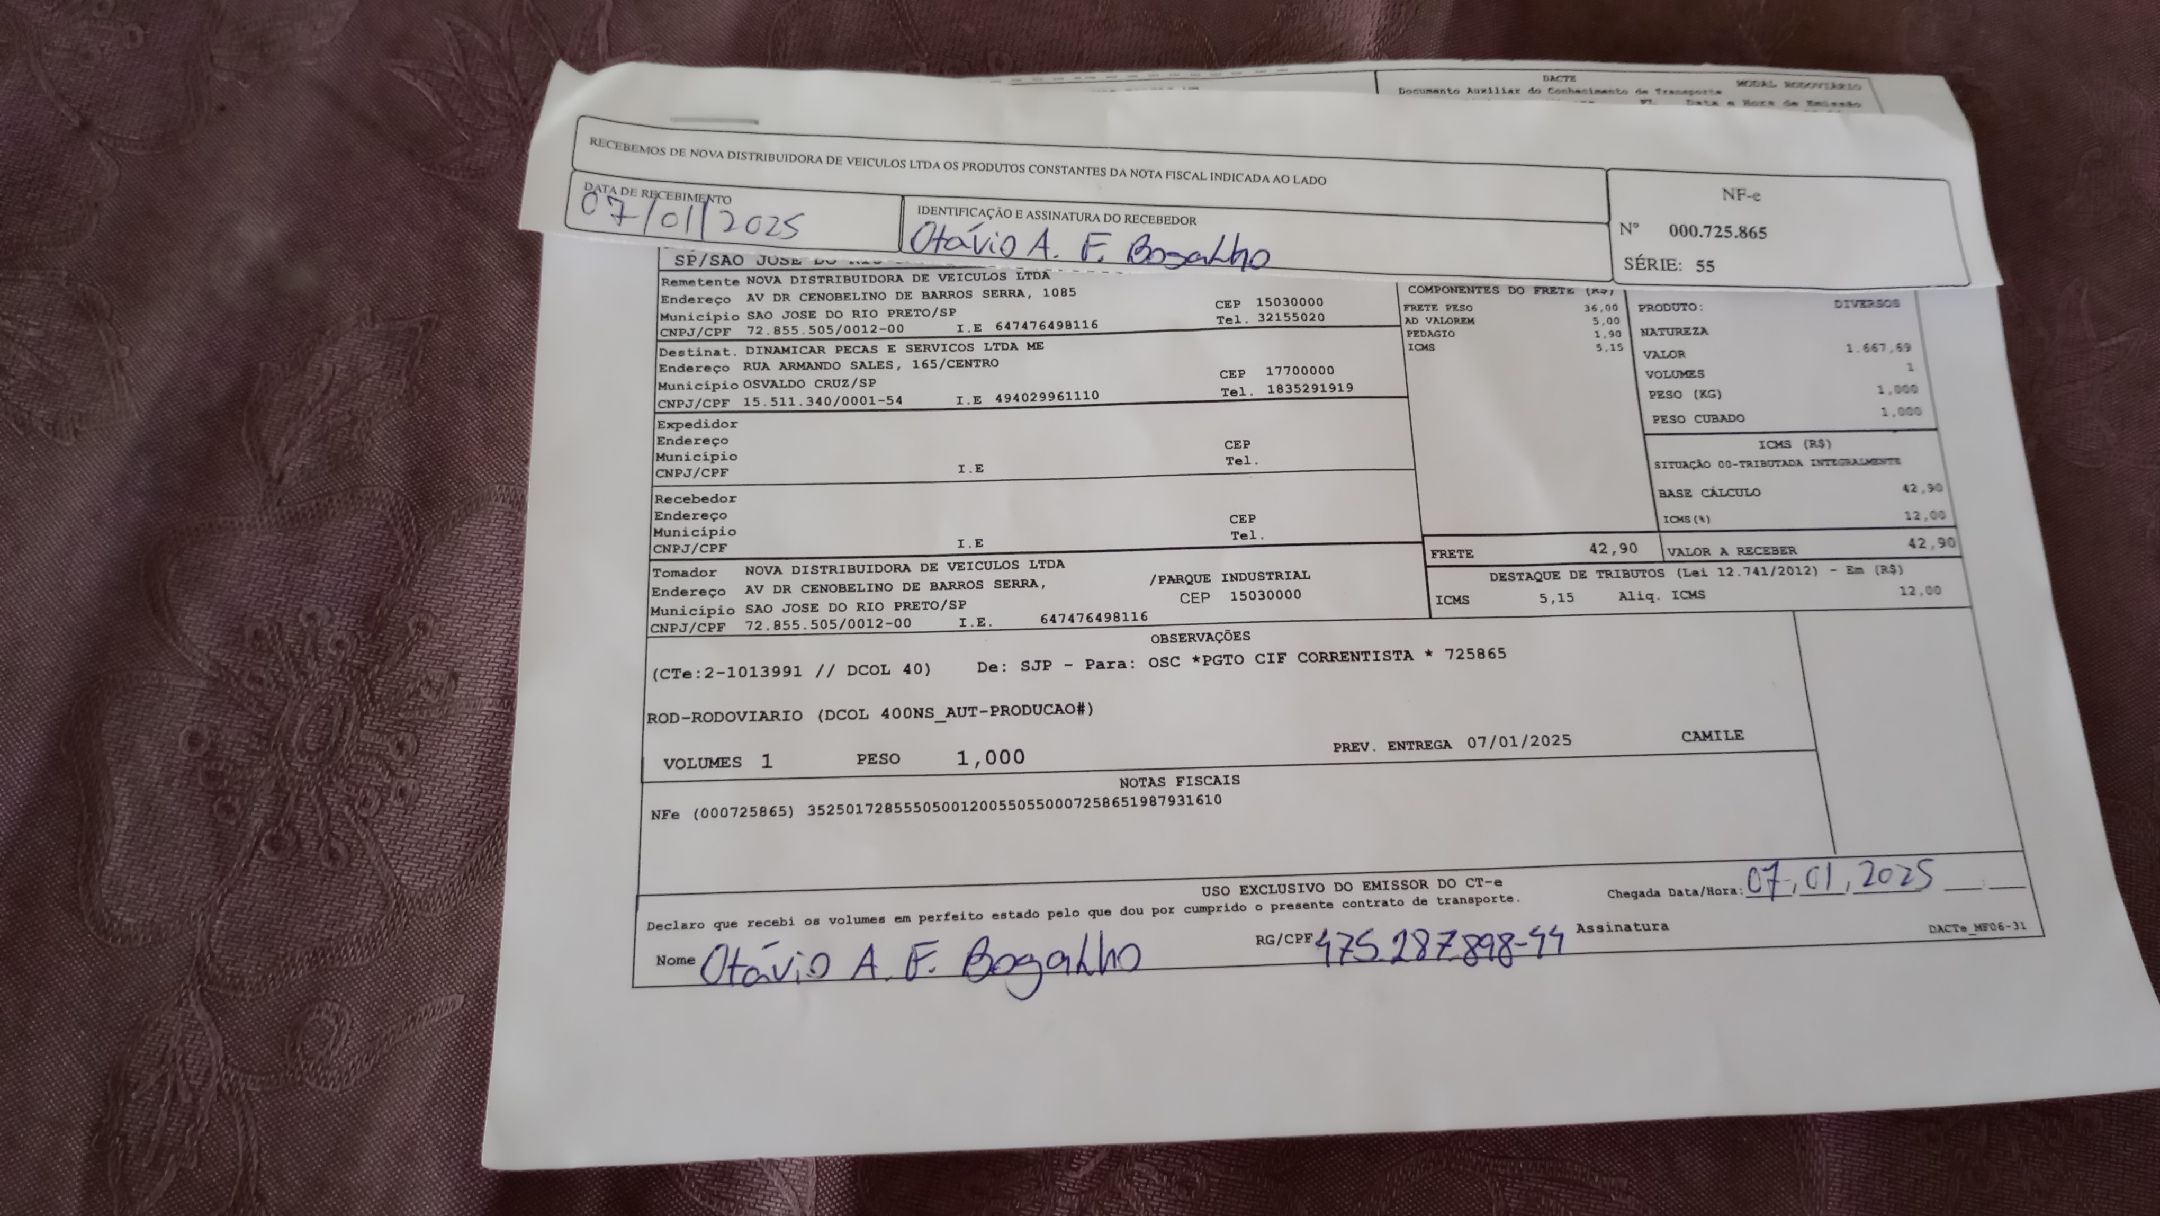 DACTE
MODAL RODOVIÁRIO
Documento Auxiliar do Conhecimento de Transporte
FL Data e Hora de Emissão
RECEBEMOS DE NOVA DISTRIBUIDORA DE VEICULOS LTDA OS PRODUTOS CONSTANTES DA NOTA FISCAL INDICADA AO LADO
NF-e
Nº 000.725.865
SÉRIE: 55
DATA DE RECEBIMENTO
07/01/2025
IDENTIFICAÇÃO E ASSINATURA DO RECEBEDOR
Otávio A. F. Bogalho
SP/SAO JOSE DO RIO
Remetente NOVA DISTRIBUIDORA DE VEICULOS LTDA
Endereço AV DR CENOBELINO DE BARROS SERRA, 1085
CEP 15030000
Município SAO JOSE DO RIO PRETO/SP
Tel. 32155020
CNPJ/CPF 72.855.505/0012-00 I.E 647476498116
Destinat. DINAMICAR PECAS E SERVICOS LTDA ME
Endereço RUA ARMANDO SALES, 165/CENTRO
CEP 17700000
Município OSVALDO CRUZ/SP
Tel. 1835291919
CNPJ/CPF 15.511.340/0001-54 I.E 494029961110
Expedidor
Endereço
CEP
Município
Tel.
CNPJ/CPF I.E
Recebedor
Endereço
CEP
Município
Tel.
CNPJ/CPF I.E
Tomador NOVA DISTRIBUIDORA DE VEICULOS LTDA
Endereço AV DR CENOBELINO DE BARROS SERRA, /PARQUE INDUSTRIAL
Município SAO JOSE DO RIO PRETO/SP CEP 15030000
CNPJ/CPF 72.855.505/0012-00 I.E. 647476498116
COMPONENTES DO FRETE (R$)
FRETE PESO 36,00
AD VALOREM 5,00
PEDAGIO 1,90
ICMS 5,15
PRODUTO: DIVERSOS
NATUREZA
VALOR 1.667,69
VOLUMES 1
PESO (KG) 1,000
PESO CUBADO 1,000
ICMS (R$)
SITUAÇÃO 00-TRIBUTADA INTEGRALMENTE
BASE CÁLCULO 42,90
ICMS(%) 12,00
FRETE 42,90 VALOR A RECEBER 42,90
DESTAQUE DE TRIBUTOS (Lei 12.741/2012) - Em (R$)
ICMS 5,15 Aliq. ICMS 12,00
OBSERVAÇÕES
(CTe:2-1013991 // DCOL 40) De: SJP - Para: OSC *PGTO CIF CORRENTISTA * 725865
ROD-RODOVIARIO (DCOL 400NS_AUT-PRODUCAO#)
VOLUMES 1 PESO 1,000 PREV. ENTREGA 07/01/2025 CAMILE
NOTAS FISCAIS
NFe (000725865) 35250172855505001200550550007258651987931610
USO EXCLUSIVO DO EMISSOR DO CT-e
Declaro que recebi os volumes em perfeito estado pelo que dou por cumprido o presente contrato de transporte.
Chegada Data/Hora: 07, 01, 2025
Nome Otávio A. F. Bogalho RG/CPF 475.287.898-44 Assinatura
DACTe_MF06-31